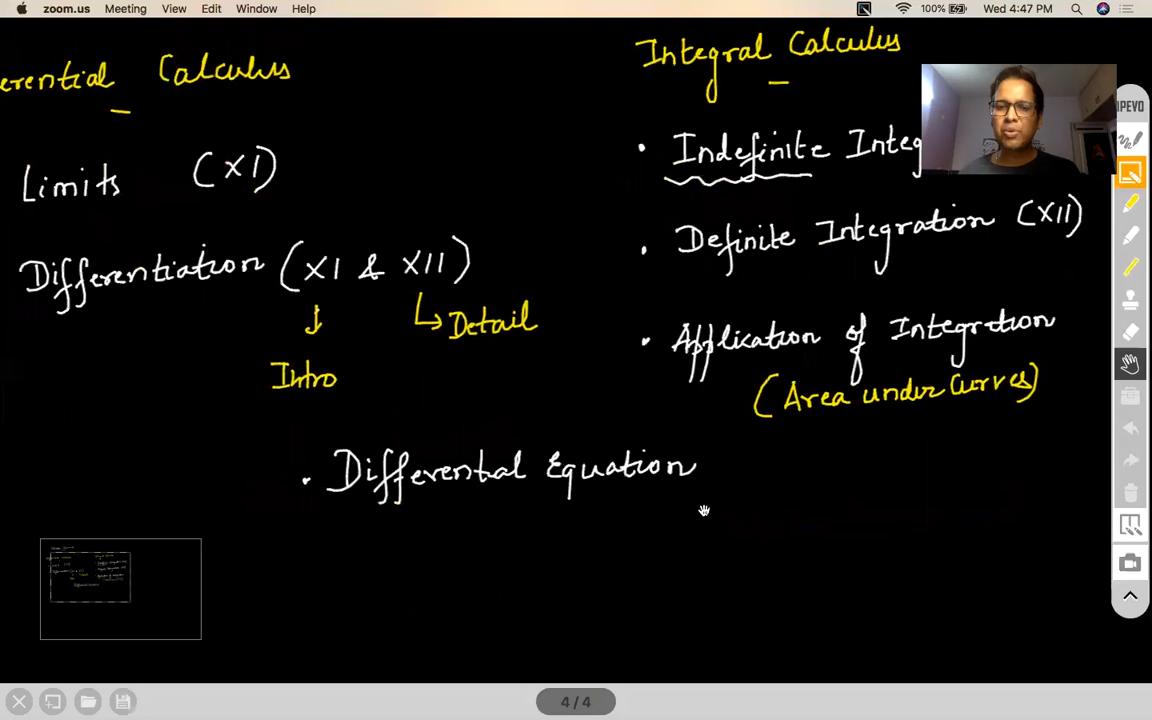 zoom.us Meeting View Edit Window Help 100% Wed 4:47 PM
erential Calculus
Limits (XI)
Differentiation (XI & XII)
Intro
Detail
Integral Calculus
IPEVO
• Indefinite Integ
• Definite Integration (XII)
• Application of Integration
(Area under Curves)
• Differential Equation
4 / 4